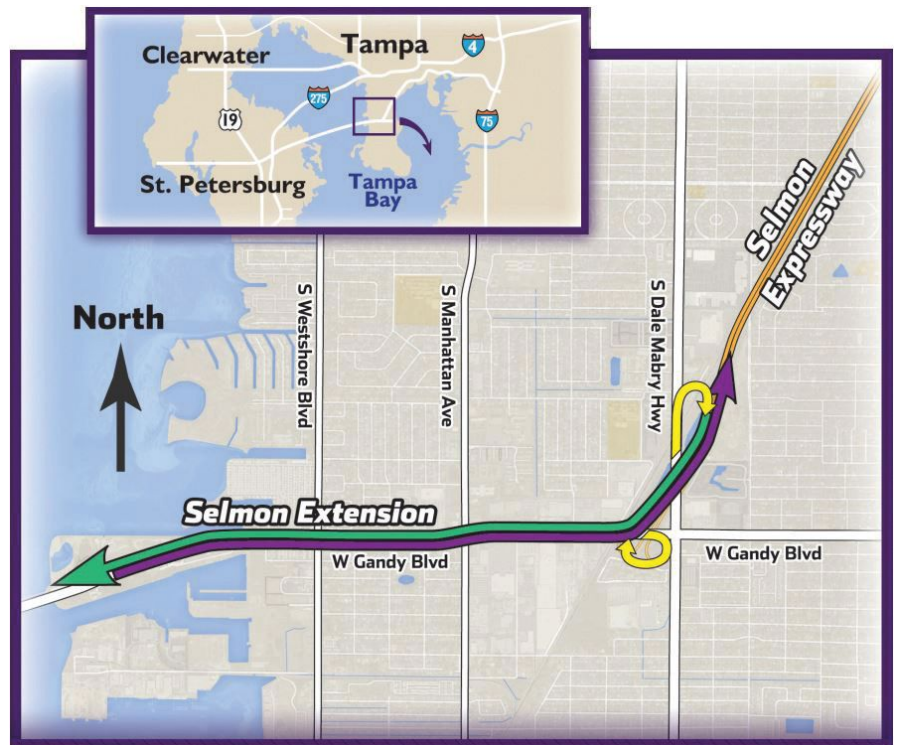 Clearwater
Tampa
4
275
19
75
St. Petersburg
Tampa
Bay
Selmon
Expressway
North
S Westshore Blvd
S Manhattan Ave
S Dale Mabry Hwy
Selmon Extension
W Gandy Blvd
W Gandy Blvd